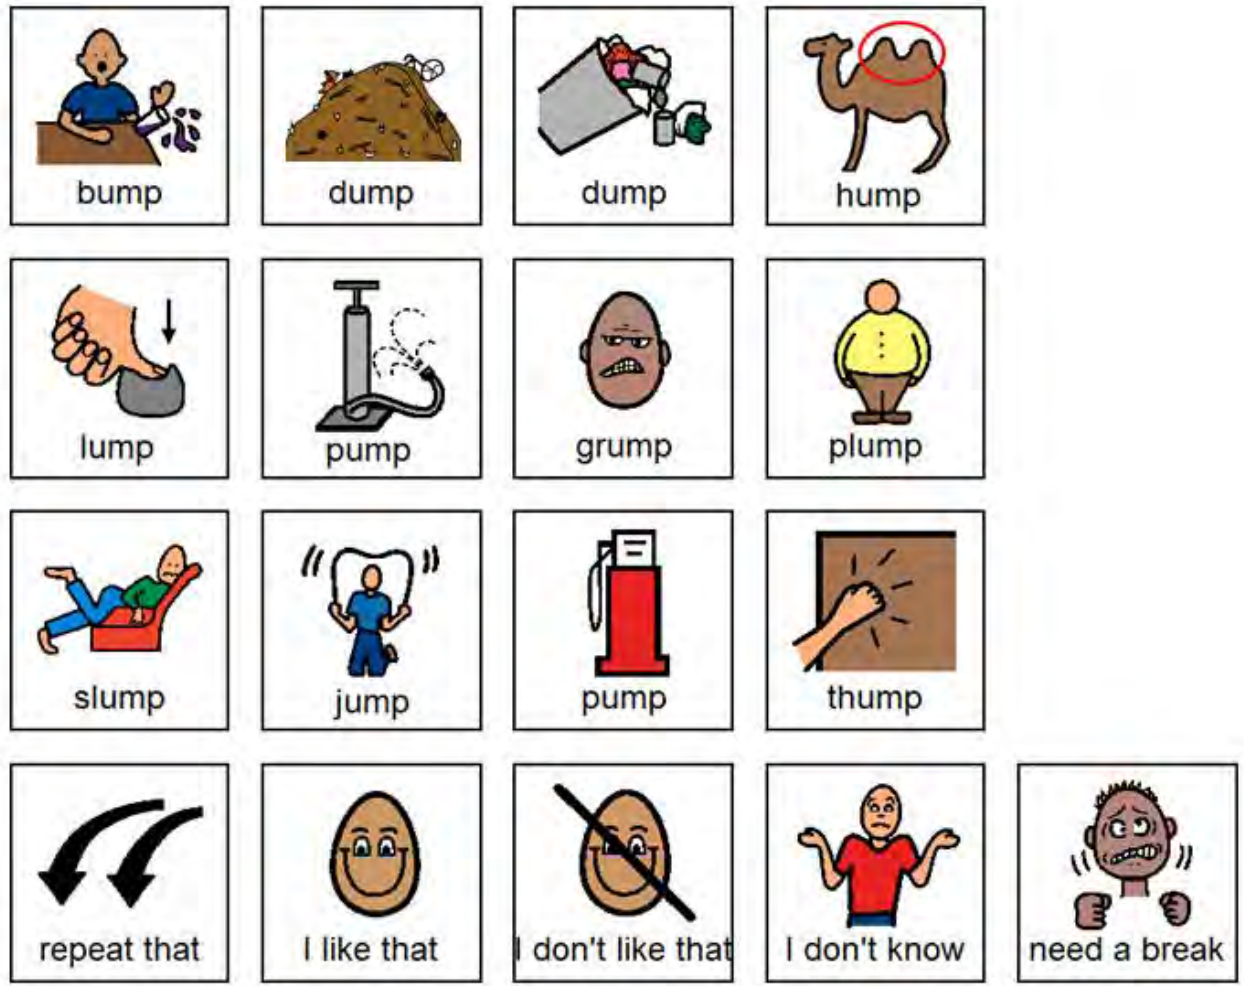 bump
dump
dump
hump
lump
pump
grump
plump
slump
jump
pump
thump
repeat that
I like that
I don't like that
I don't know
need a break